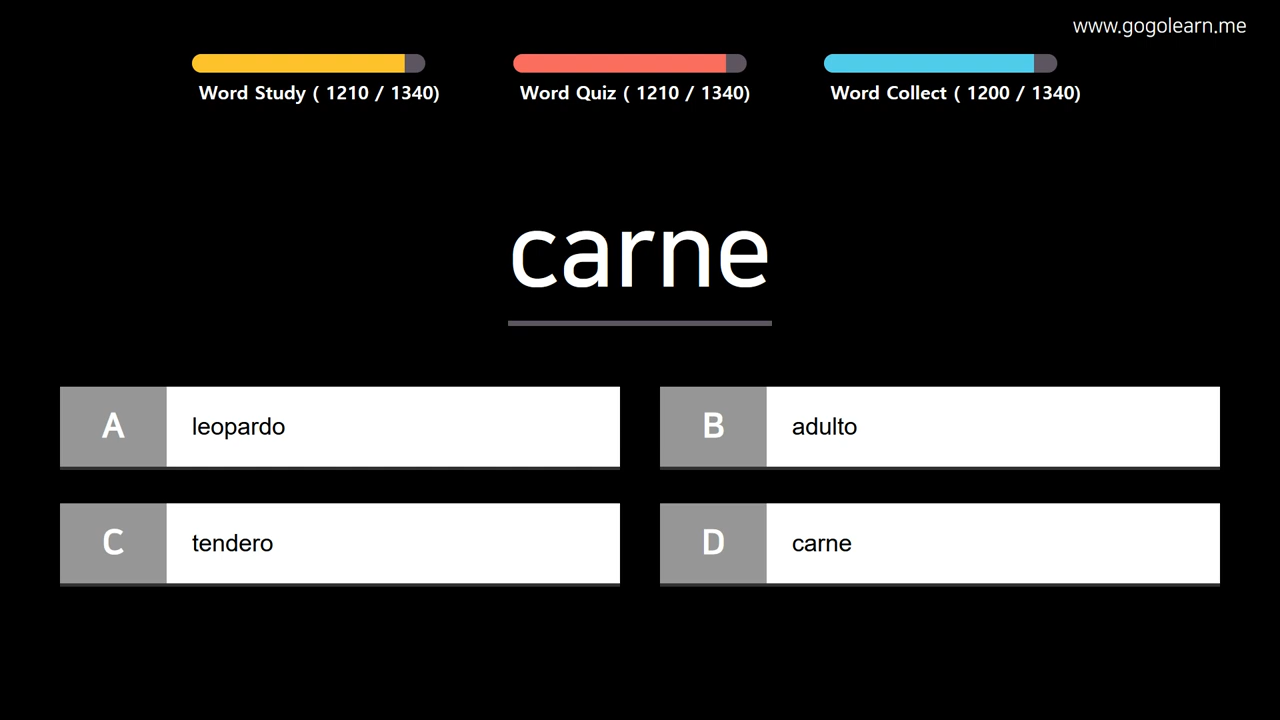 www.gogolearn.me
Word Study ( 1210 / 1340)
Word Quiz ( 1210 / 1340)
Word Collect ( 1200 / 1340)
carne
A leopardo
B adulto
C tendero
D carne